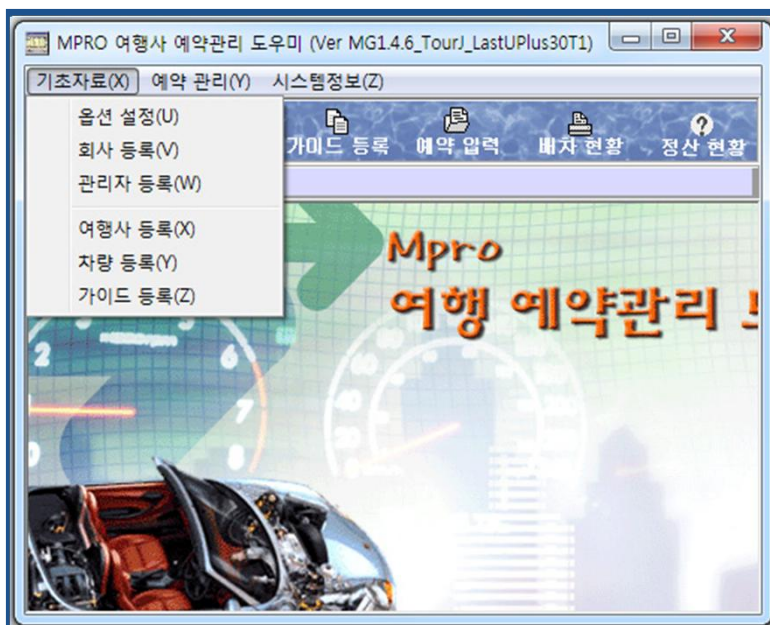 MPRO 여행사 예약관리 도우미 (Ver MG1.4.6_TourJ_LastUPlus30T1)
기초자료(X) 예약 관리(Y) 시스템정보(Z)
옵션 설정(U)
회사 등록(V)
관리자 등록(W)
여행사 등록(X)
차량 등록(Y)
가이드 등록(Z)
가이드 등록 예약 입력 배차 현황 정산 현황
Mpro
여행 예약관리
2
6
7
8